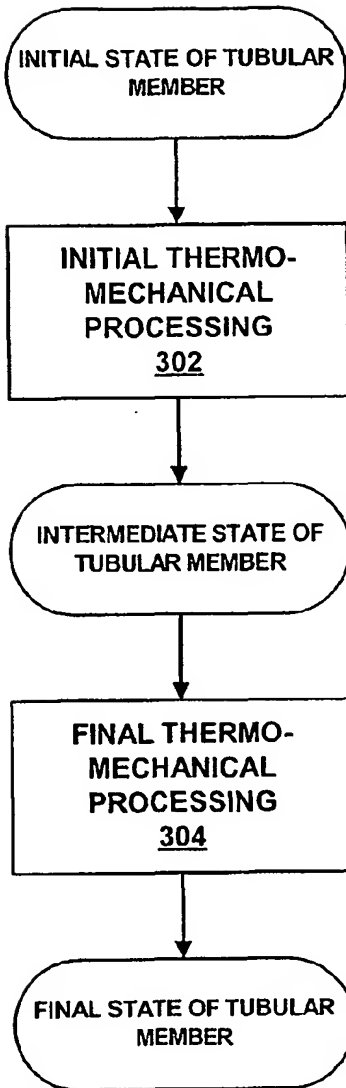 INITIAL STATE OF TUBULAR
MEMBER
INITIAL THERMO-
MECHANICAL
PROCESSING
302
INTERMEDIATE STATE OF
TUBULAR MEMBER
FINAL THERMO-
MECHANICAL
PROCESSING
304
FINAL STATE OF TUBULAR
MEMBER